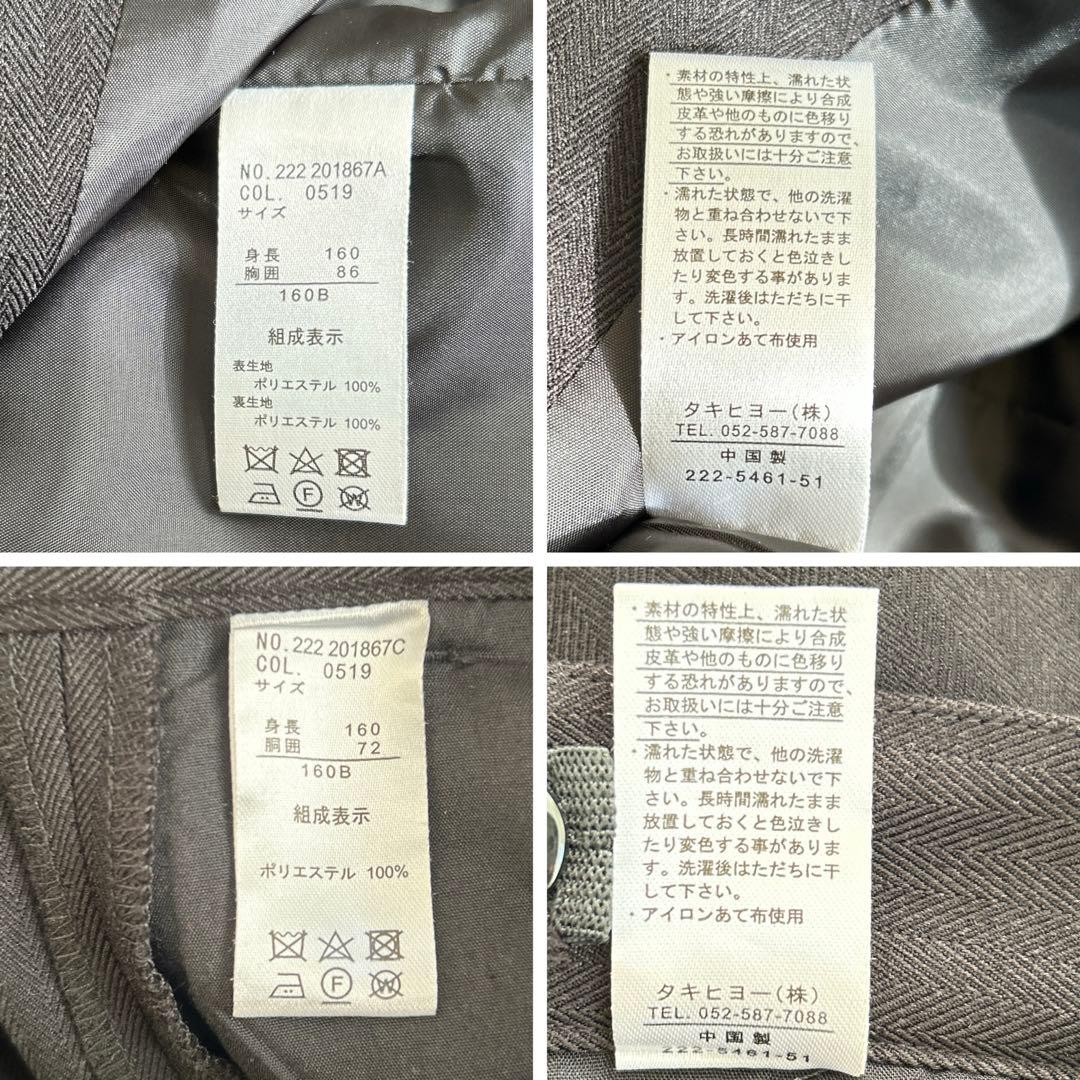 NO.222 201867A
COL. 0519
サイズ
身長 160
胸囲 86
160B
組成表示
表生地
ポリエステル 100%
裏生地
ポリエステル 100%
F
W
・素材の特性上、濡れた状
態や強い摩擦により合成
皮革や他のものに色移り
する恐れがありますので、
お取扱いには十分ご注意
下さい。
・濡れた状態で、他の洗濯
物と重ね合わせないで下
さい。長時間濡れたまま
放置しておくと色泣きし
たり変色する事がありま
す。洗濯後はただちに干
して下さい。
・アイロンあて布使用
タキヒヨー(株)
TEL. 052-587-7088
中国製
222-5461-51
NO.222 201867C
COL. 0519
サイズ
身長 160
胴囲 72
160B
組成表示
ポリエステル 100%
F
W
・素材の特性上、濡れた状
態や強い摩擦により合成
皮革や他のものに色移り
する恐れがありますので、
お取扱いには十分ご注意
下さい。
・濡れた状態で、他の洗濯
物と重ね合わせないで下
さい。長時間濡れたまま
放置しておくと色泣きし
たり変色する事がありま
す。洗濯後はただちに干
して下さい。
・アイロンあて布使用
タキヒヨー(株)
TEL. 052-587-7088
中国製
222-5461-51